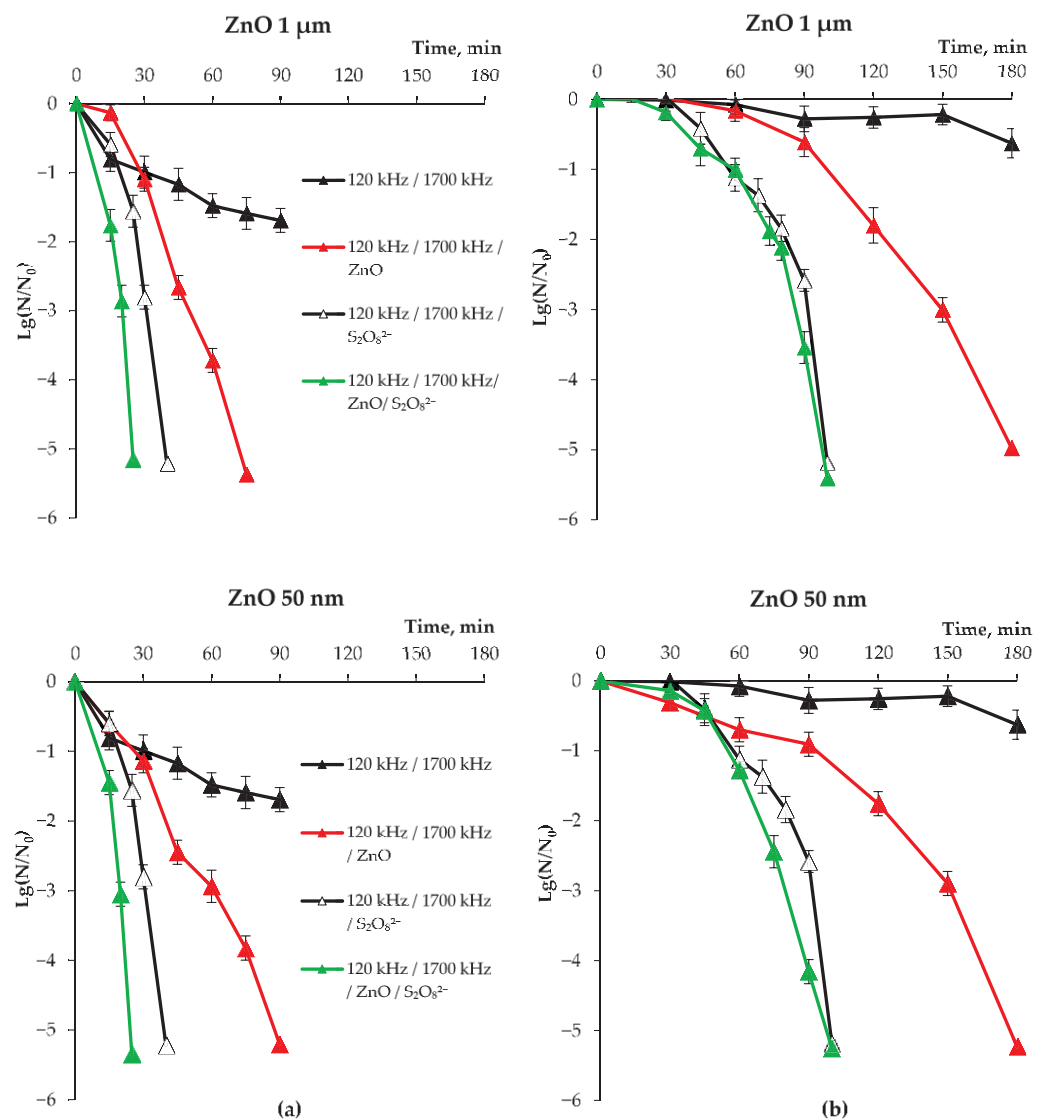 ZnO 1 μm
Time, min
0 30 60 90 120 150 180
0
−1
−2
−3
−4
−5
−6
Lg(N/N₀)
120 kHz / 1700 kHz
120 kHz / 1700 kHz /
ZnO
120 kHz / 1700 kHz /
S₂O₈²⁻
120 kHz / 1700 kHz/
ZnO/ S₂O₈²⁻
ZnO 1 μm
Time, min
0 30 60 90 120 150 180
0
−1
−2
−3
−4
−5
−6
Lg(N/N₀)
ZnO 50 nm
Time, min
0 30 60 90 120 150 180
0
−1
−2
−3
−4
−5
−6
Lg(N/N₀)
120 kHz / 1700 kHz
120 kHz / 1700 kHz
/ ZnO
120 kHz / 1700 kHz
/ S₂O₈²⁻
120 kHz / 1700 kHz
/ ZnO / S₂O₈²⁻
(a)
ZnO 50 nm
Time, min
0 30 60 90 120 150 180
0
−1
−2
−3
−4
−5
−6
Lg(N/N₀)
(b)